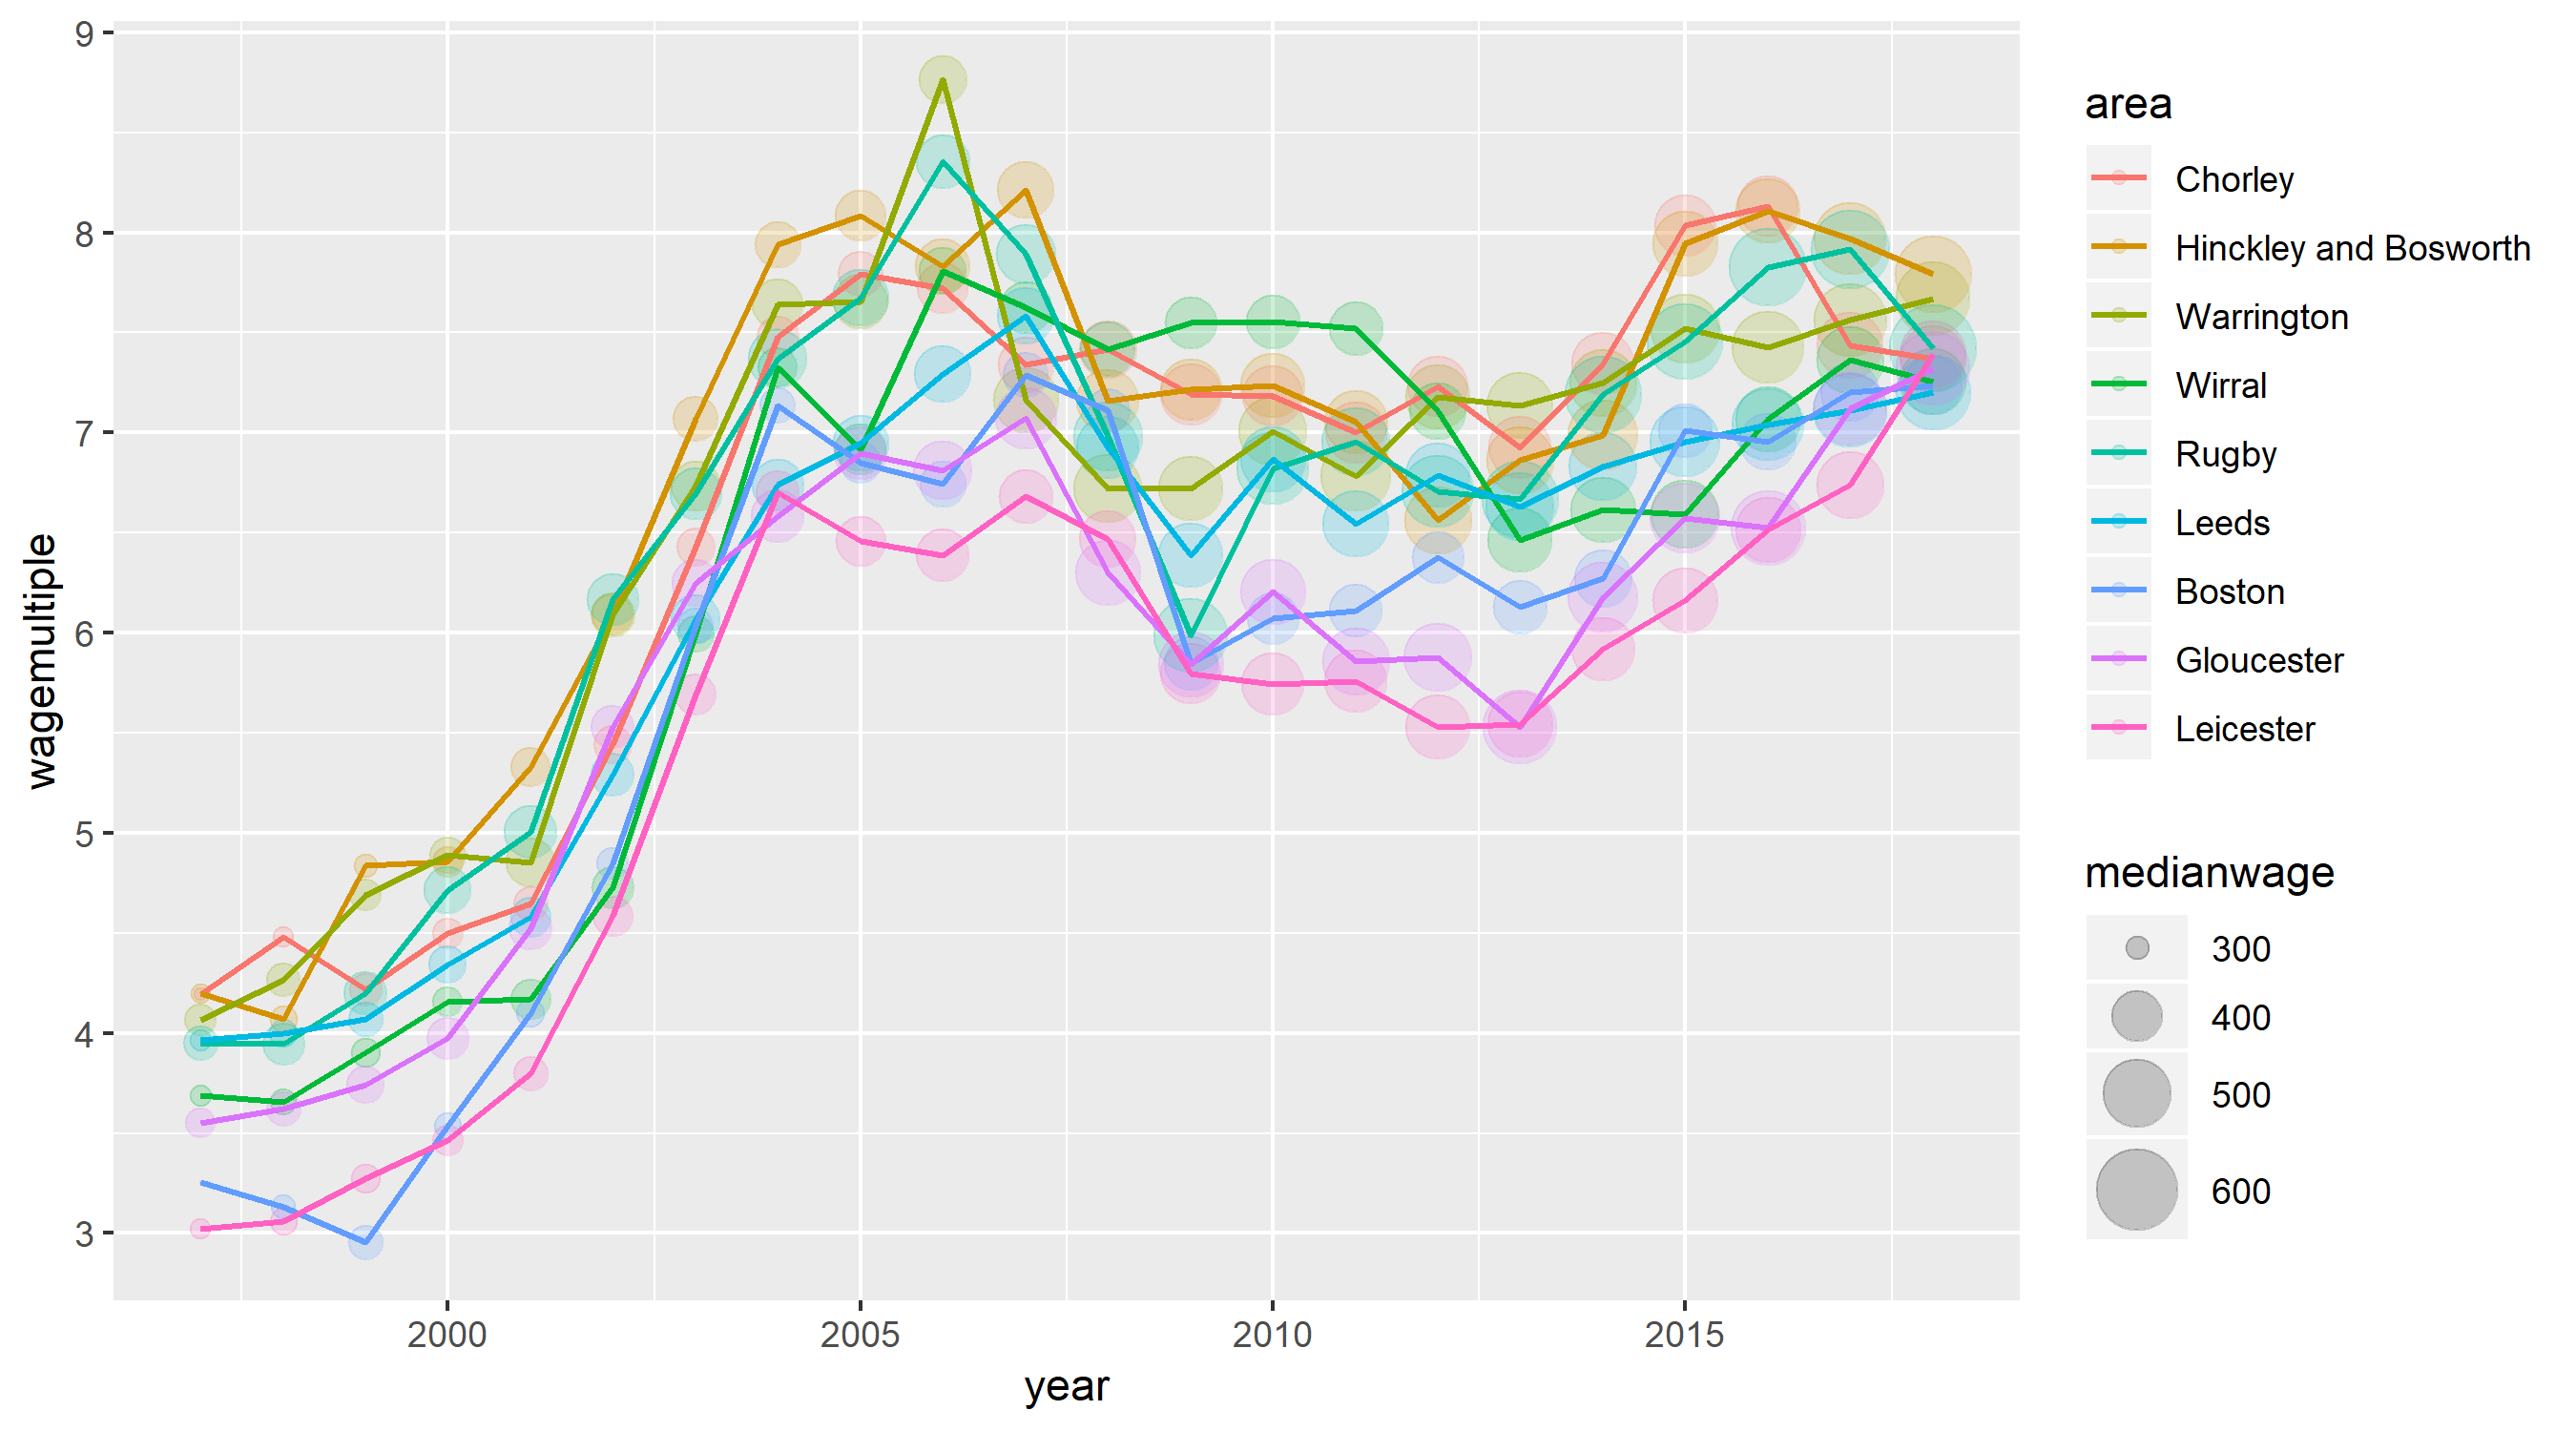 9
8
7
6
5
4
3
wagemultiple
2000 2005 2010 2015
year
area
Chorley
Hinckley and Bosworth
Warrington
Wirral
Rugby
Leeds
Boston
Gloucester
Leicester
medianwage
300
400
500
600